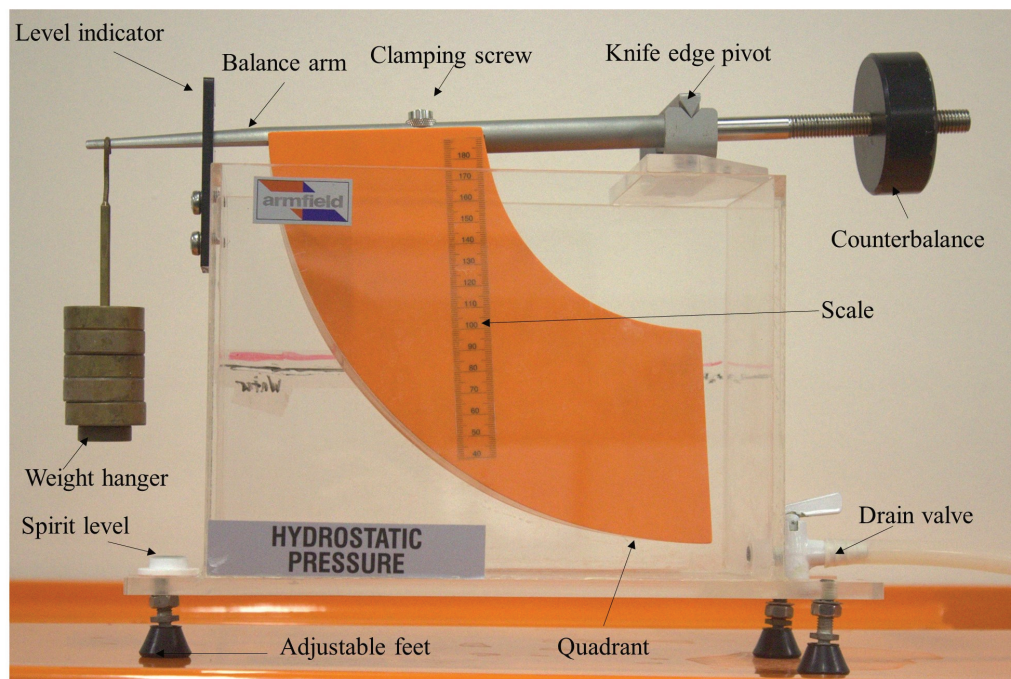 Level indicator
Balance arm
Clamping screw
Knife edge pivot
armfield
Counterbalance
180
170
160
150
140
130
120
110
100
90
80
70
60
50
40
Scale
Water
Weight hanger
Spirit level
HYDROSTATIC
PRESSURE
Drain valve
Adjustable feet
Quadrant